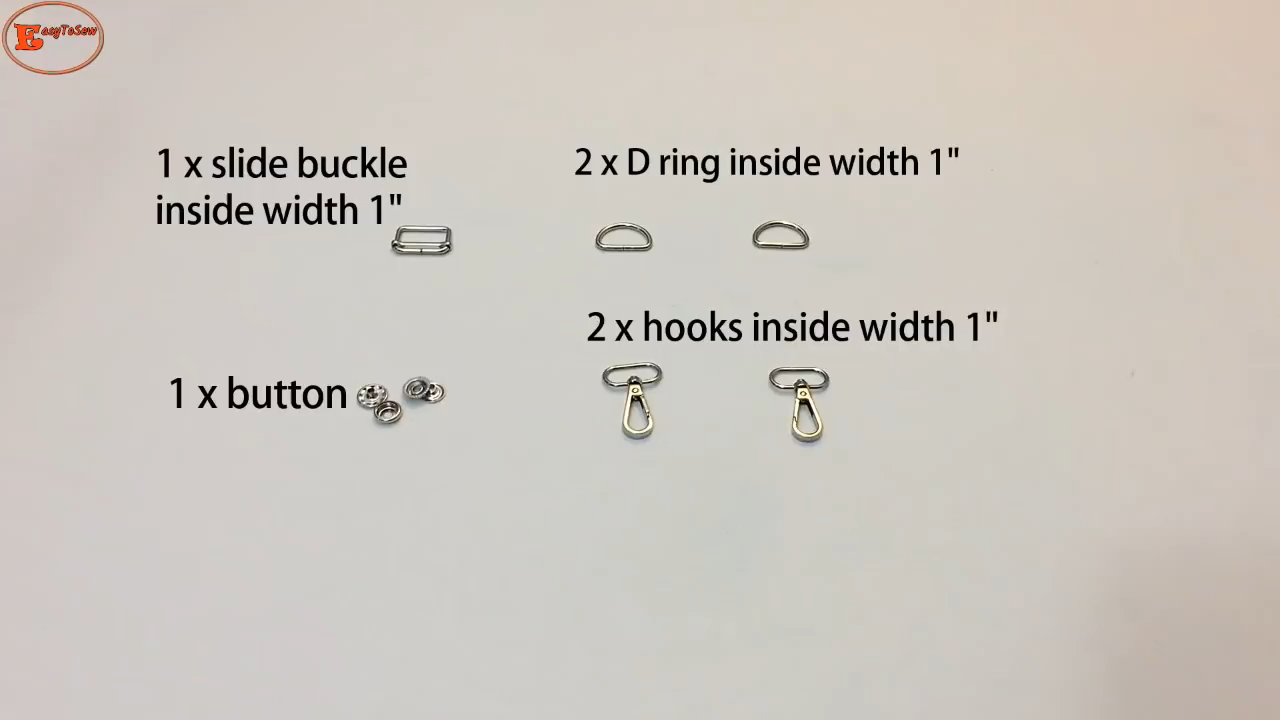 EasyToSew
1 x slide buckle
inside width 1"
2 x D ring inside width 1"
2 x hooks inside width 1"
1 x button